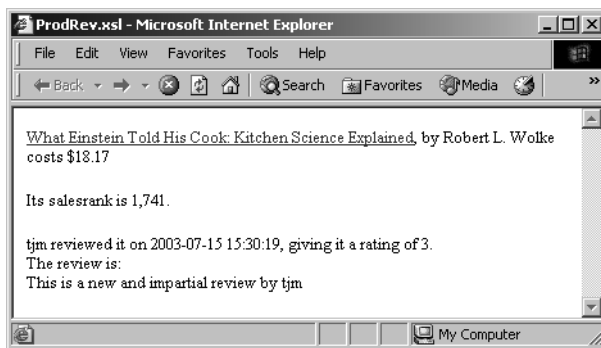 ProdRev.xsl - Microsoft Internet Explorer
File Edit View Favorites Tools Help
Back Search Favorites Media »
What Einstein Told His Cook: Kitchen Science Explained, by Robert L. Wolke
costs $18.17
Its salesrank is 1,741.
tjm reviewed it on 2003-07-15 15:30:19, giving it a rating of 3.
The review is:
This is a new and impartial review by tjm
My Computer